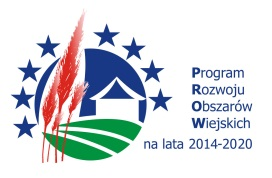 Program
Rozwoju
Obszarów
Wiejskich
na lata 2014-2020